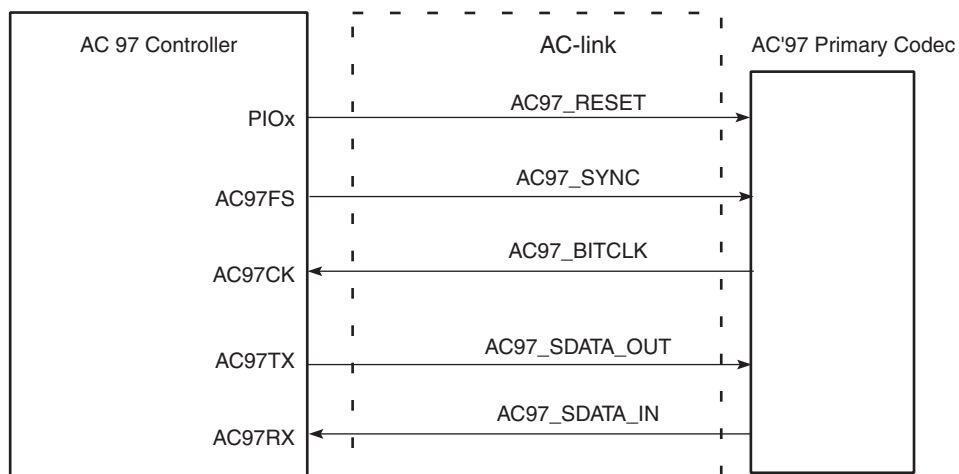 AC 97 Controller
AC-link
AC'97 Primary Codec
PIOx
AC97_RESET
AC97FS
AC97_SYNC
AC97CK
AC97_BITCLK
AC97TX
AC97_SDATA_OUT
AC97RX
AC97_SDATA_IN